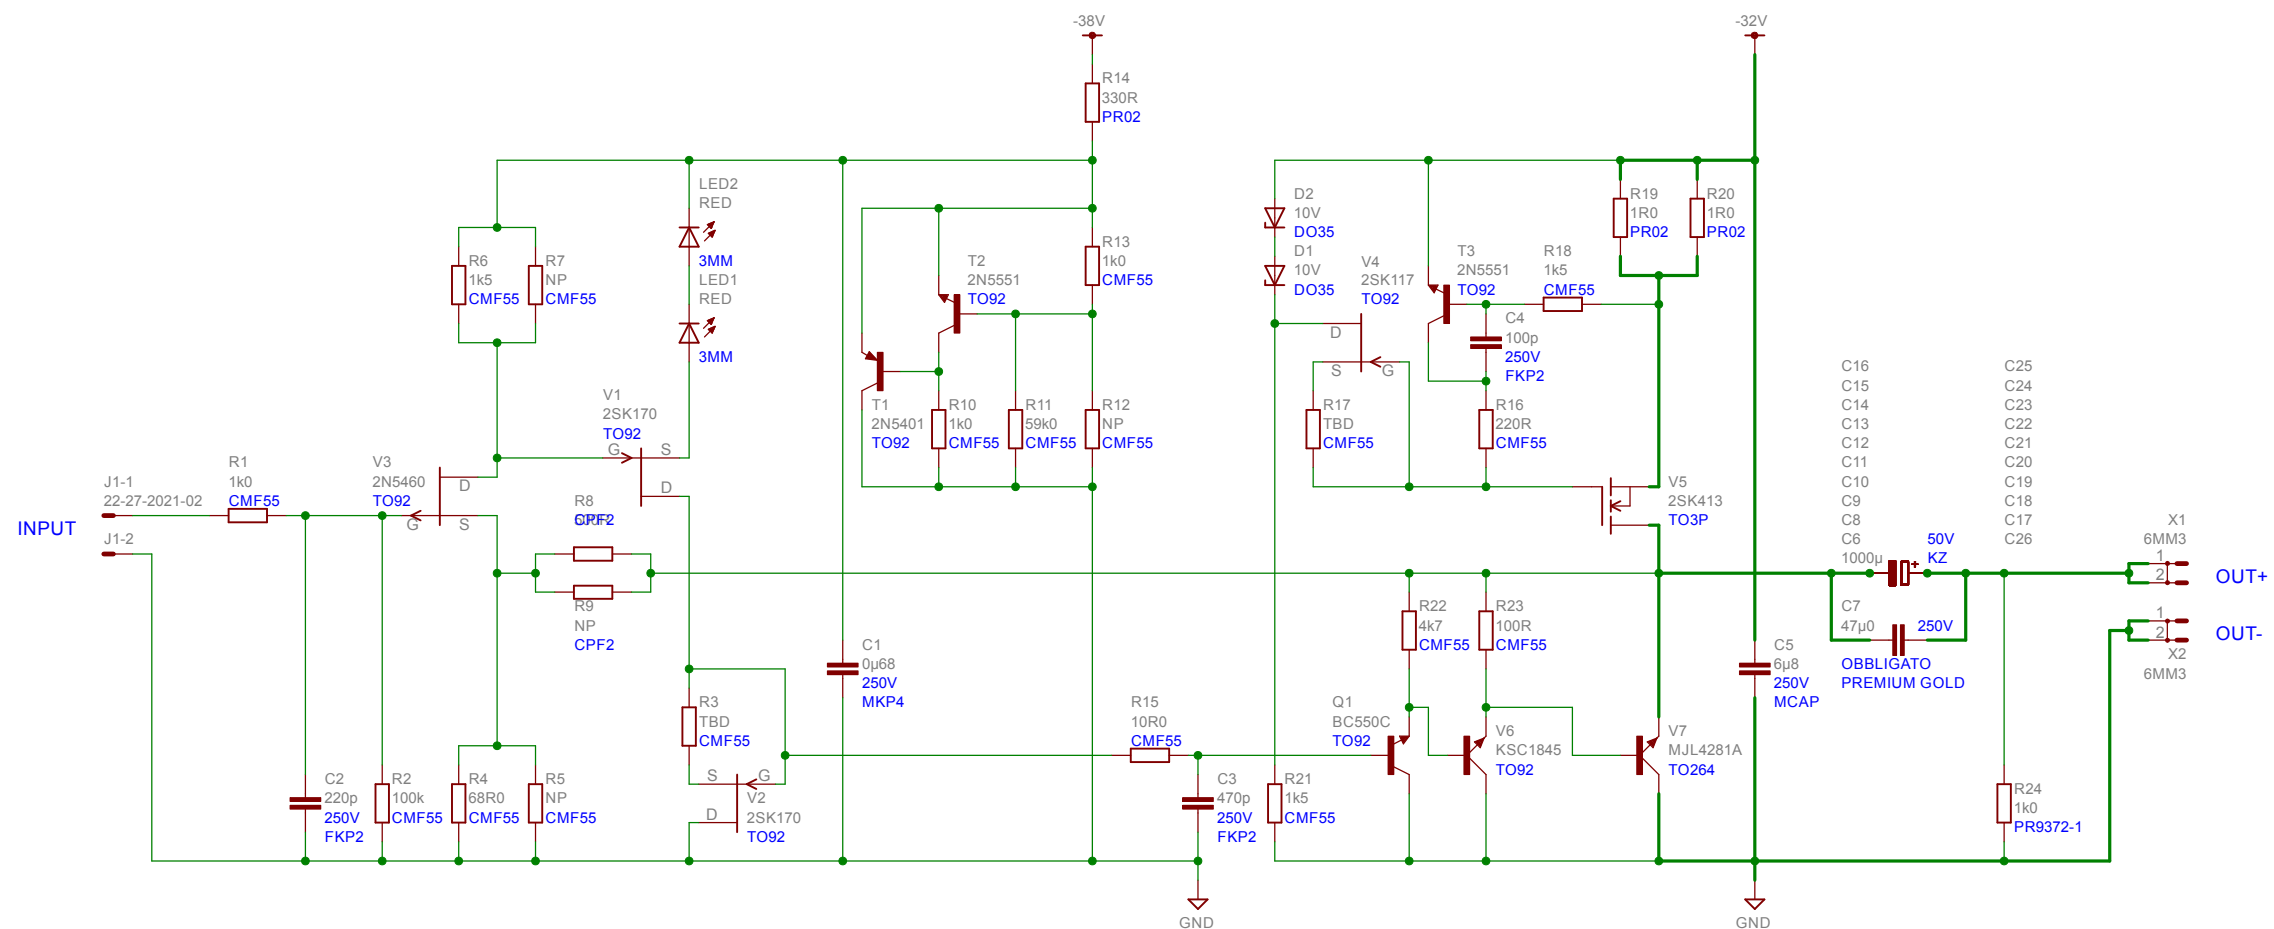 -38V
-32V
R14
330R
PR02
LED2
RED
3MM
LED1
RED
3MM
R6
1k5
CMF55
R7
NP
CMF55
T2
2N5551
TO92
R13
1k0
CMF55
D2
10V
DO35
D1
10V
DO35
V4
2SK117
TO92
D
S
G
T3
2N5551
TO92
R18
1k5
CMF55
R19
1R0
PR02
R20
1R0
PR02
C4
100p
250V
FKP2
V1
2SK170
TO92
G
S
D
T1
2N5401
TO92
R10
1k0
CMF55
R11
59k0
CMF55
R12
NP
CMF55
R17
TBD
CMF55
R16
220R
CMF55
C16
C15
C14
C13
C12
C11
C10
C9
C8
C6
1000µ
50V
KZ
C25
C24
C23
C22
C21
C20
C19
C18
C17
C26
INPUT
J1-1
22-27-2021-02
J1-2
R1
1k0
CMF55
V3
2N5460
TO92
D
S
G
R8
CPF2
R9
NP
CPF2
V5
2SK413
TO3P
X1
6MM3
1
2
OUT+
1
2
OUT-
X2
6MM3
C7
47µ0
250V
OBBLIGATO
PREMIUM GOLD
R22
4k7
CMF55
R23
100R
CMF55
C1
0µ68
250V
MKP4
C5
6µ8
250V
MCAP
R3
TBD
CMF55
R15
10R0
CMF55
Q1
BC550C
TO92
V6
KSC1845
TO92
V7
MJL4281A
TO264
C2
220p
250V
FKP2
R2
100k
CMF55
R4
68R0
CMF55
R5
NP
CMF55
S
G
D
V2
2SK170
TO92
C3
470p
250V
FKP2
R21
1k5
CMF55
R24
1k0
PR9372-1
GND
GND